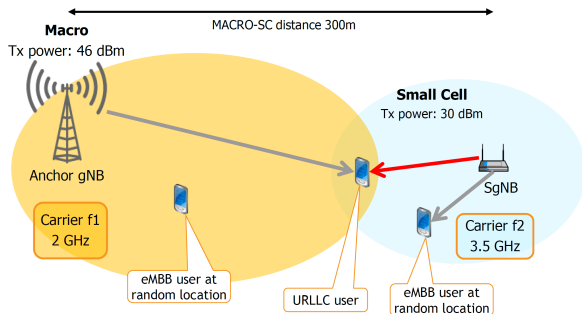 MACRO-SC distance 300m
Macro
Tx power: 46 dBm
Small Cell
Tx power: 30 dBm
Anchor gNB
SgNB
Carrier f1
2 GHz
Carrier f2
3.5 GHz
eMBB user at
random location
URLLC user
eMBB user at
random location